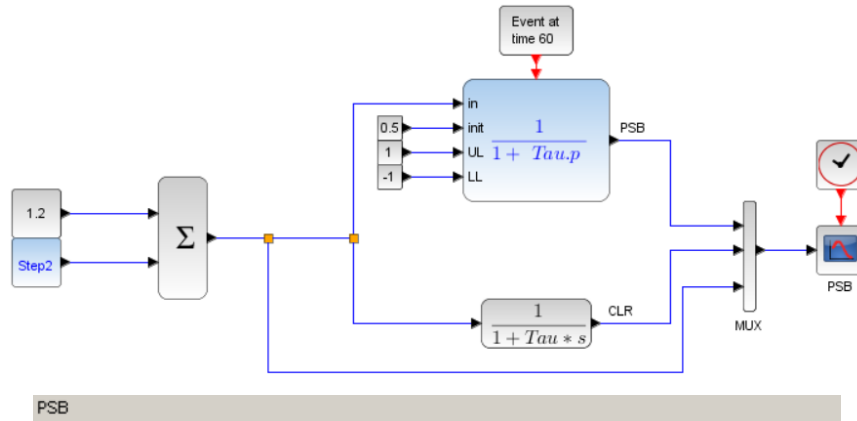 Event at
time 60
in
init
UL
LL
0.5
1
-1
1
1 + Tau.p
PSB
1.2
Step2
Σ
1
1 + Tau * s
CLR
MUX
PSB
PSB